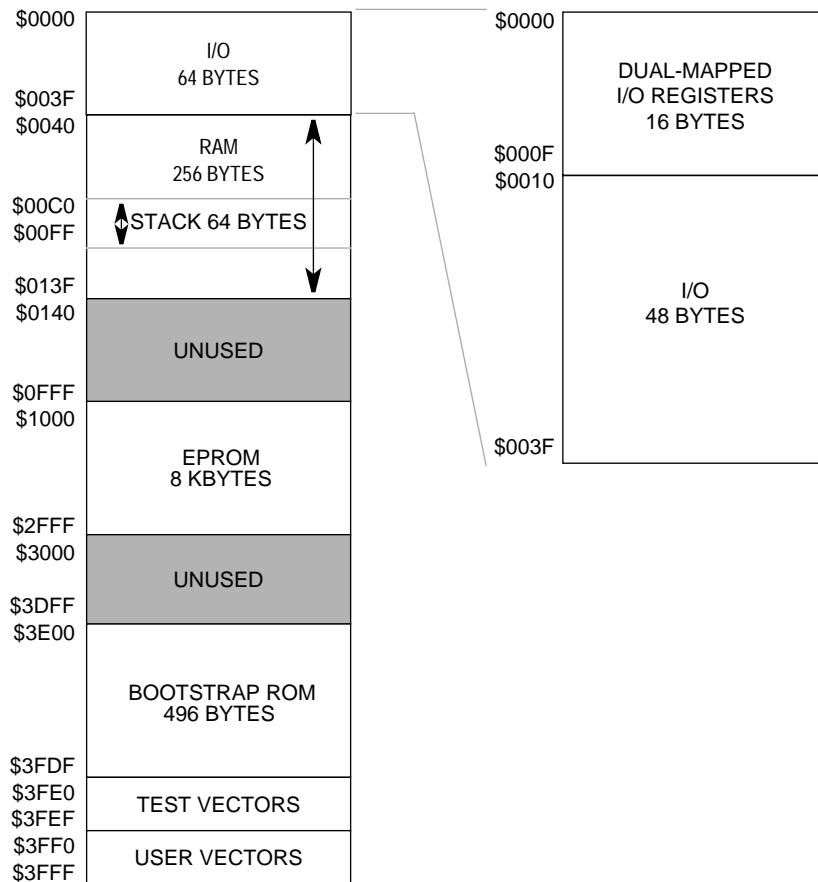 $0000
I/O
64 BYTES
$003F
$0040
RAM
256 BYTES
$00C0
$00FF
STACK 64 BYTES
$013F
$0140
UNUSED
$0FFF
$1000
EPROM
8 KBYTES
$2FFF
$3000
UNUSED
$3DFF
$3E00
BOOTSTRAP ROM
496 BYTES
$3FDF
$3FE0
TEST VECTORS
$3FEF
$3FF0
USER VECTORS
$3FFF
$0000
DUAL-MAPPED
I/O REGISTERS
16 BYTES
$000F
$0010
I/O
48 BYTES
$003F